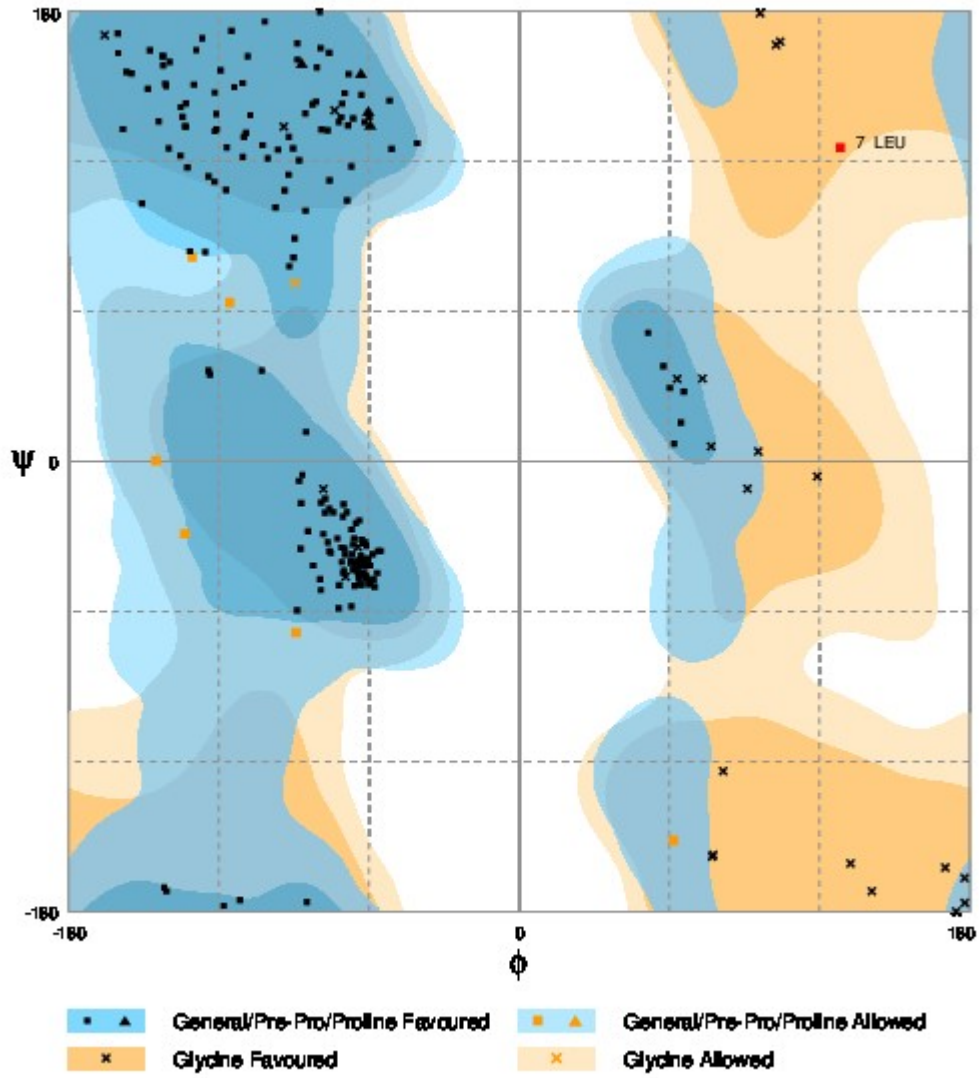 180
7 LEU
Ψ 0
-180
-180 0 180
ϕ
General/Pre-Pro/Proline Favoured General/Pre-Pro/Proline Allowed
Glycine Favoured Glycine Allowed